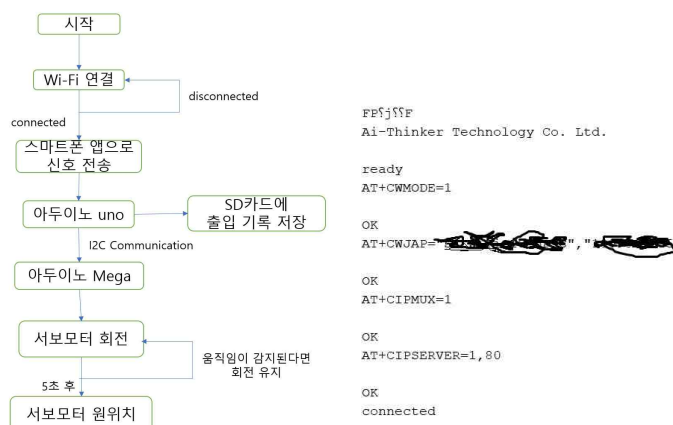 시작
Wi-Fi 연결
disconnected
connected
스마트폰 앱으로
신호 전송
아두이노 uno
SD카드에
출입 기록 저장
I2C Communication
아두이노 Mega
서보모터 회전
움직임이 감지된다면
회전 유지
5초 후
서보모터 원위치
Ai-Thinker Technology Co. Ltd.
ready
AT+CWMODE=1
OK
AT+CWJAP="
OK
AT+CIPMUX=1
OK
AT+CIPSERVER=1,80
OK
connected